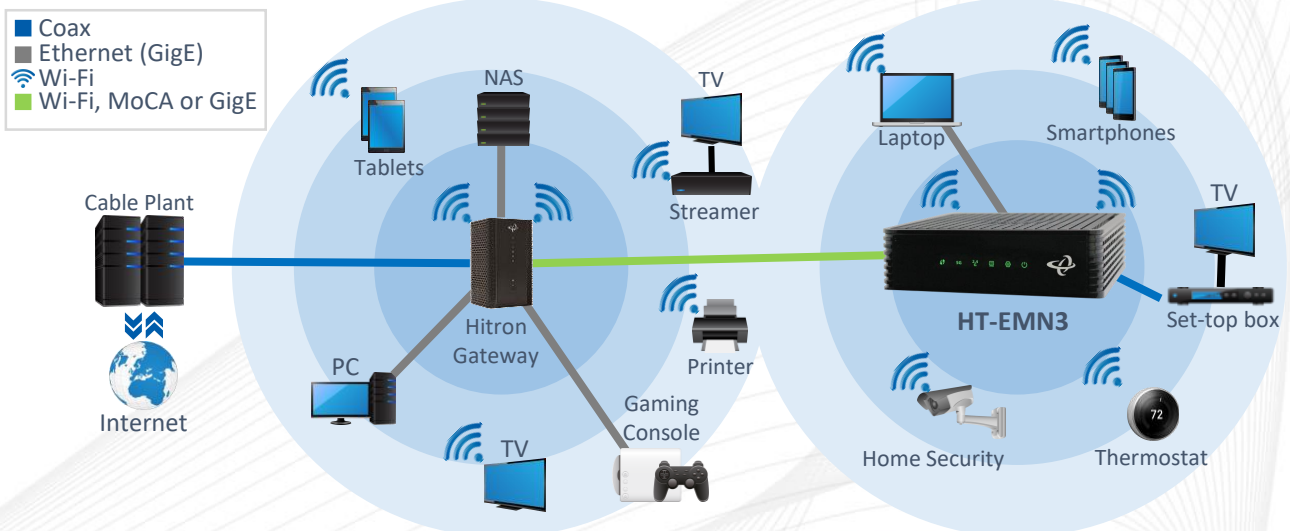 Coax
Ethernet (GigE)
Wi-Fi
Wi-Fi, MoCA or GigE
Cable Plant
Internet
Tablets
NAS
TV
Streamer
Hitron
Gateway
PC
TV
Gaming
Console
Printer
Laptop
Smartphones
TV
HT-EMN3
Set-top box
Home Security
72
Thermostat